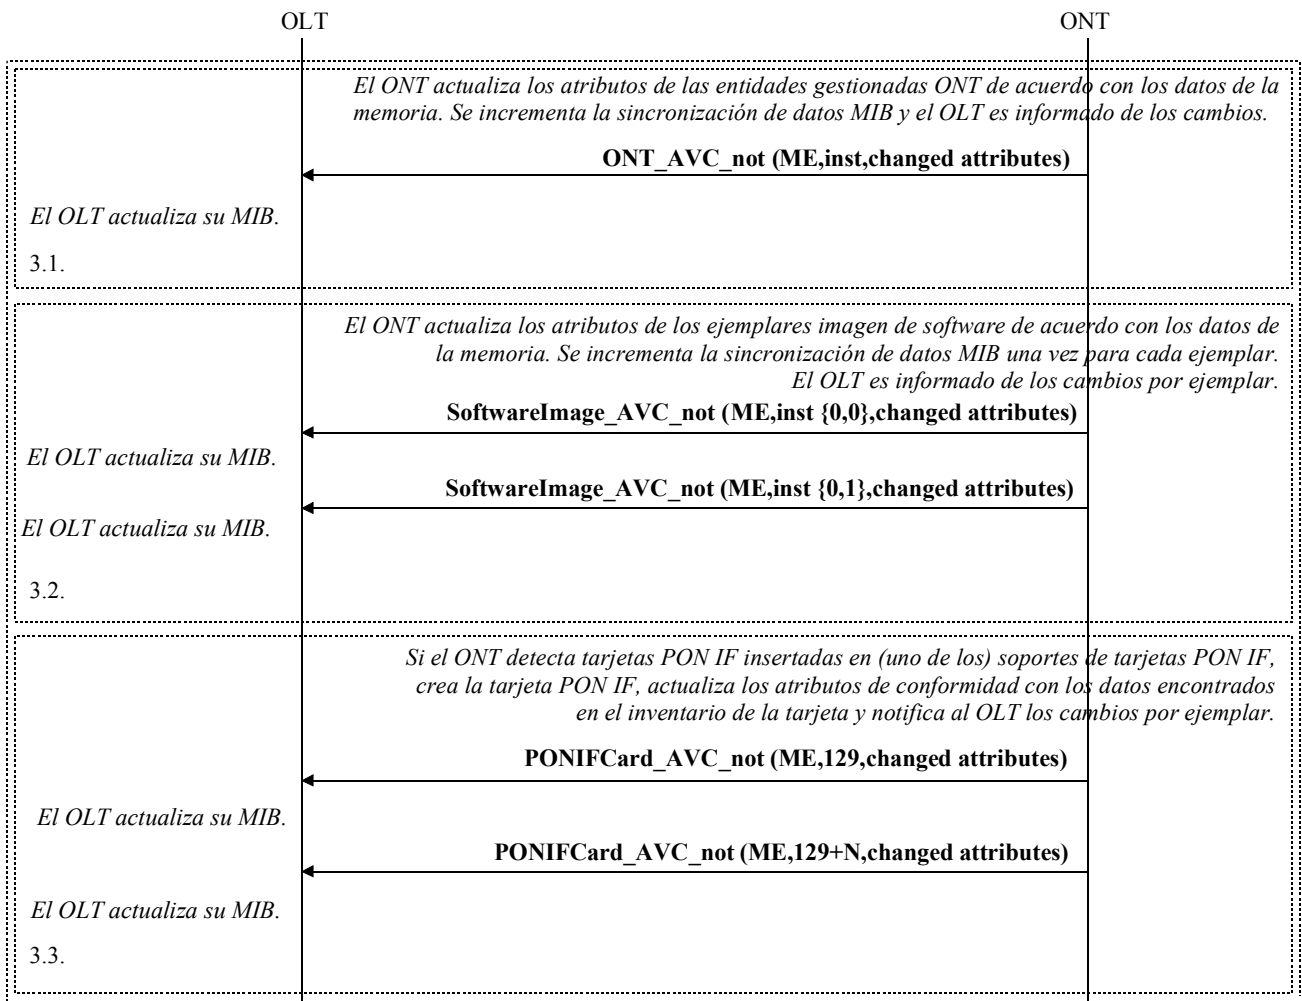 OLT
ONT
El ONT actualiza los atributos de las entidades gestionadas ONT de acuerdo con los datos de la
memoria. Se incrementa la sincronización de datos MIB y el OLT es informado de los cambios.
ONT_AVC_not (ME,inst,changed attributes)
El OLT actualiza su MIB.
3.1.
El ONT actualiza los atributos de los ejemplares imagen de software de acuerdo con los datos de
la memoria. Se incrementa la sincronización de datos MIB una vez para cada ejemplar.
El OLT es informado de los cambios por ejemplar.
SoftwareImage_AVC_not (ME,inst {0,0},changed attributes)
El OLT actualiza su MIB.
SoftwareImage_AVC_not (ME,inst {0,1},changed attributes)
El OLT actualiza su MIB.
3.2.
Si el ONT detecta tarjetas PON IF insertadas en (uno de los) soportes de tarjetas PON IF,
crea la tarjeta PON IF, actualiza los atributos de conformidad con los datos encontrados
en el inventario de la tarjeta y notifica al OLT los cambios por ejemplar.
PONIFCard_AVC_not (ME,129,changed attributes)
El OLT actualiza su MIB.
PONIFCard_AVC_not (ME,129+N,changed attributes)
El OLT actualiza su MIB.
3.3.